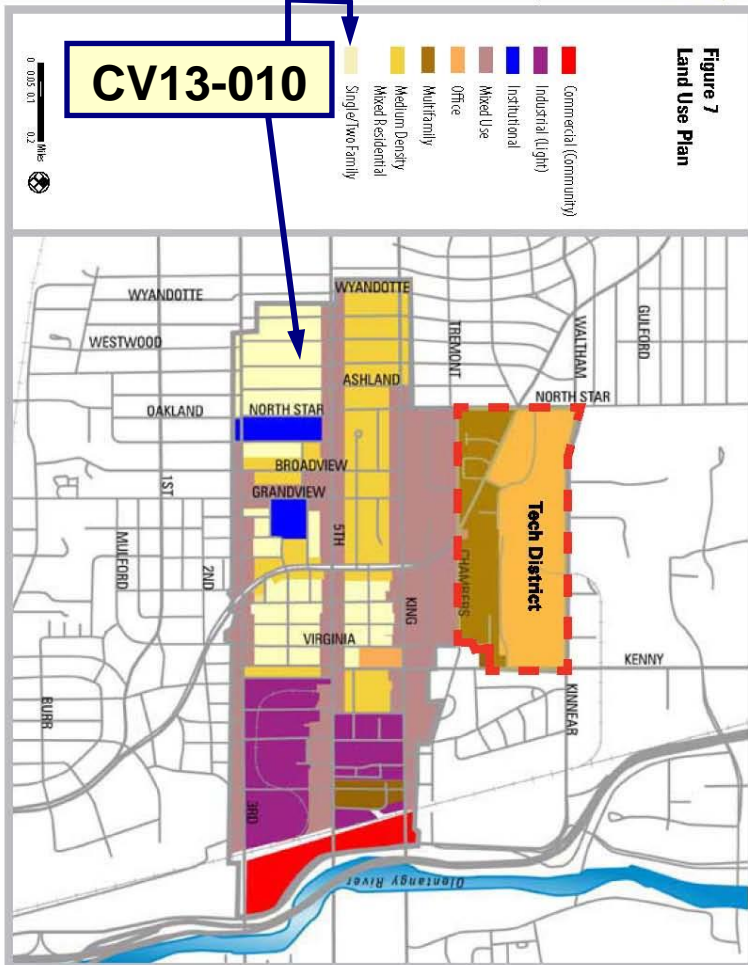 CV13-010
Figure 7
Land Use Plan
Commercial (Community)
Industrial (Light)
Institutional
Mixed Use
Office
Multifamily
Medium Density
Mixed Residential
Single/Two Family
0 0.05 0.1 0.2
Miles
WYANDOTTE
WYANDOTTE
WESTWOOD
TREMONT
WALTHAM
GULFORD
ASHLAND
NORTH STAR
OAKLAND
NORTH STAR
BROADVIEW
1ST
GRANDVIEW
5TH
Tech District
MULFORD
2ND
CHAMBERS
KING
VIRGINIA
KENNY
KINNEAR
BURR
3RD
Olentangy River